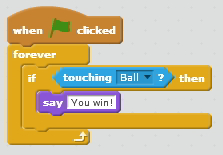 when clicked
forever
if touching Ball ? then
say You win!